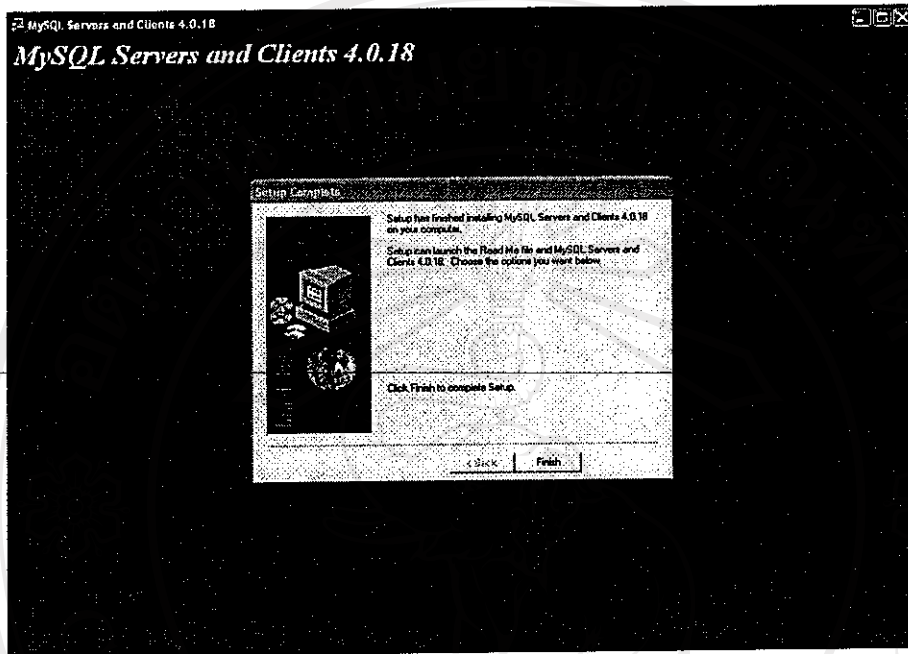 MySQL Servers and Clients 4.0.18
MySQL Servers and Clients 4.0.18
Setup Complete
Setup has finished installing MySQL Servers and Clients 4.0.18
on your computer.
Setup can launch the Read Me file and MySQL Servers and
Clients 4.0.18. Choose the options you want below.
Click Finish to complete Setup.
< Back
Finish